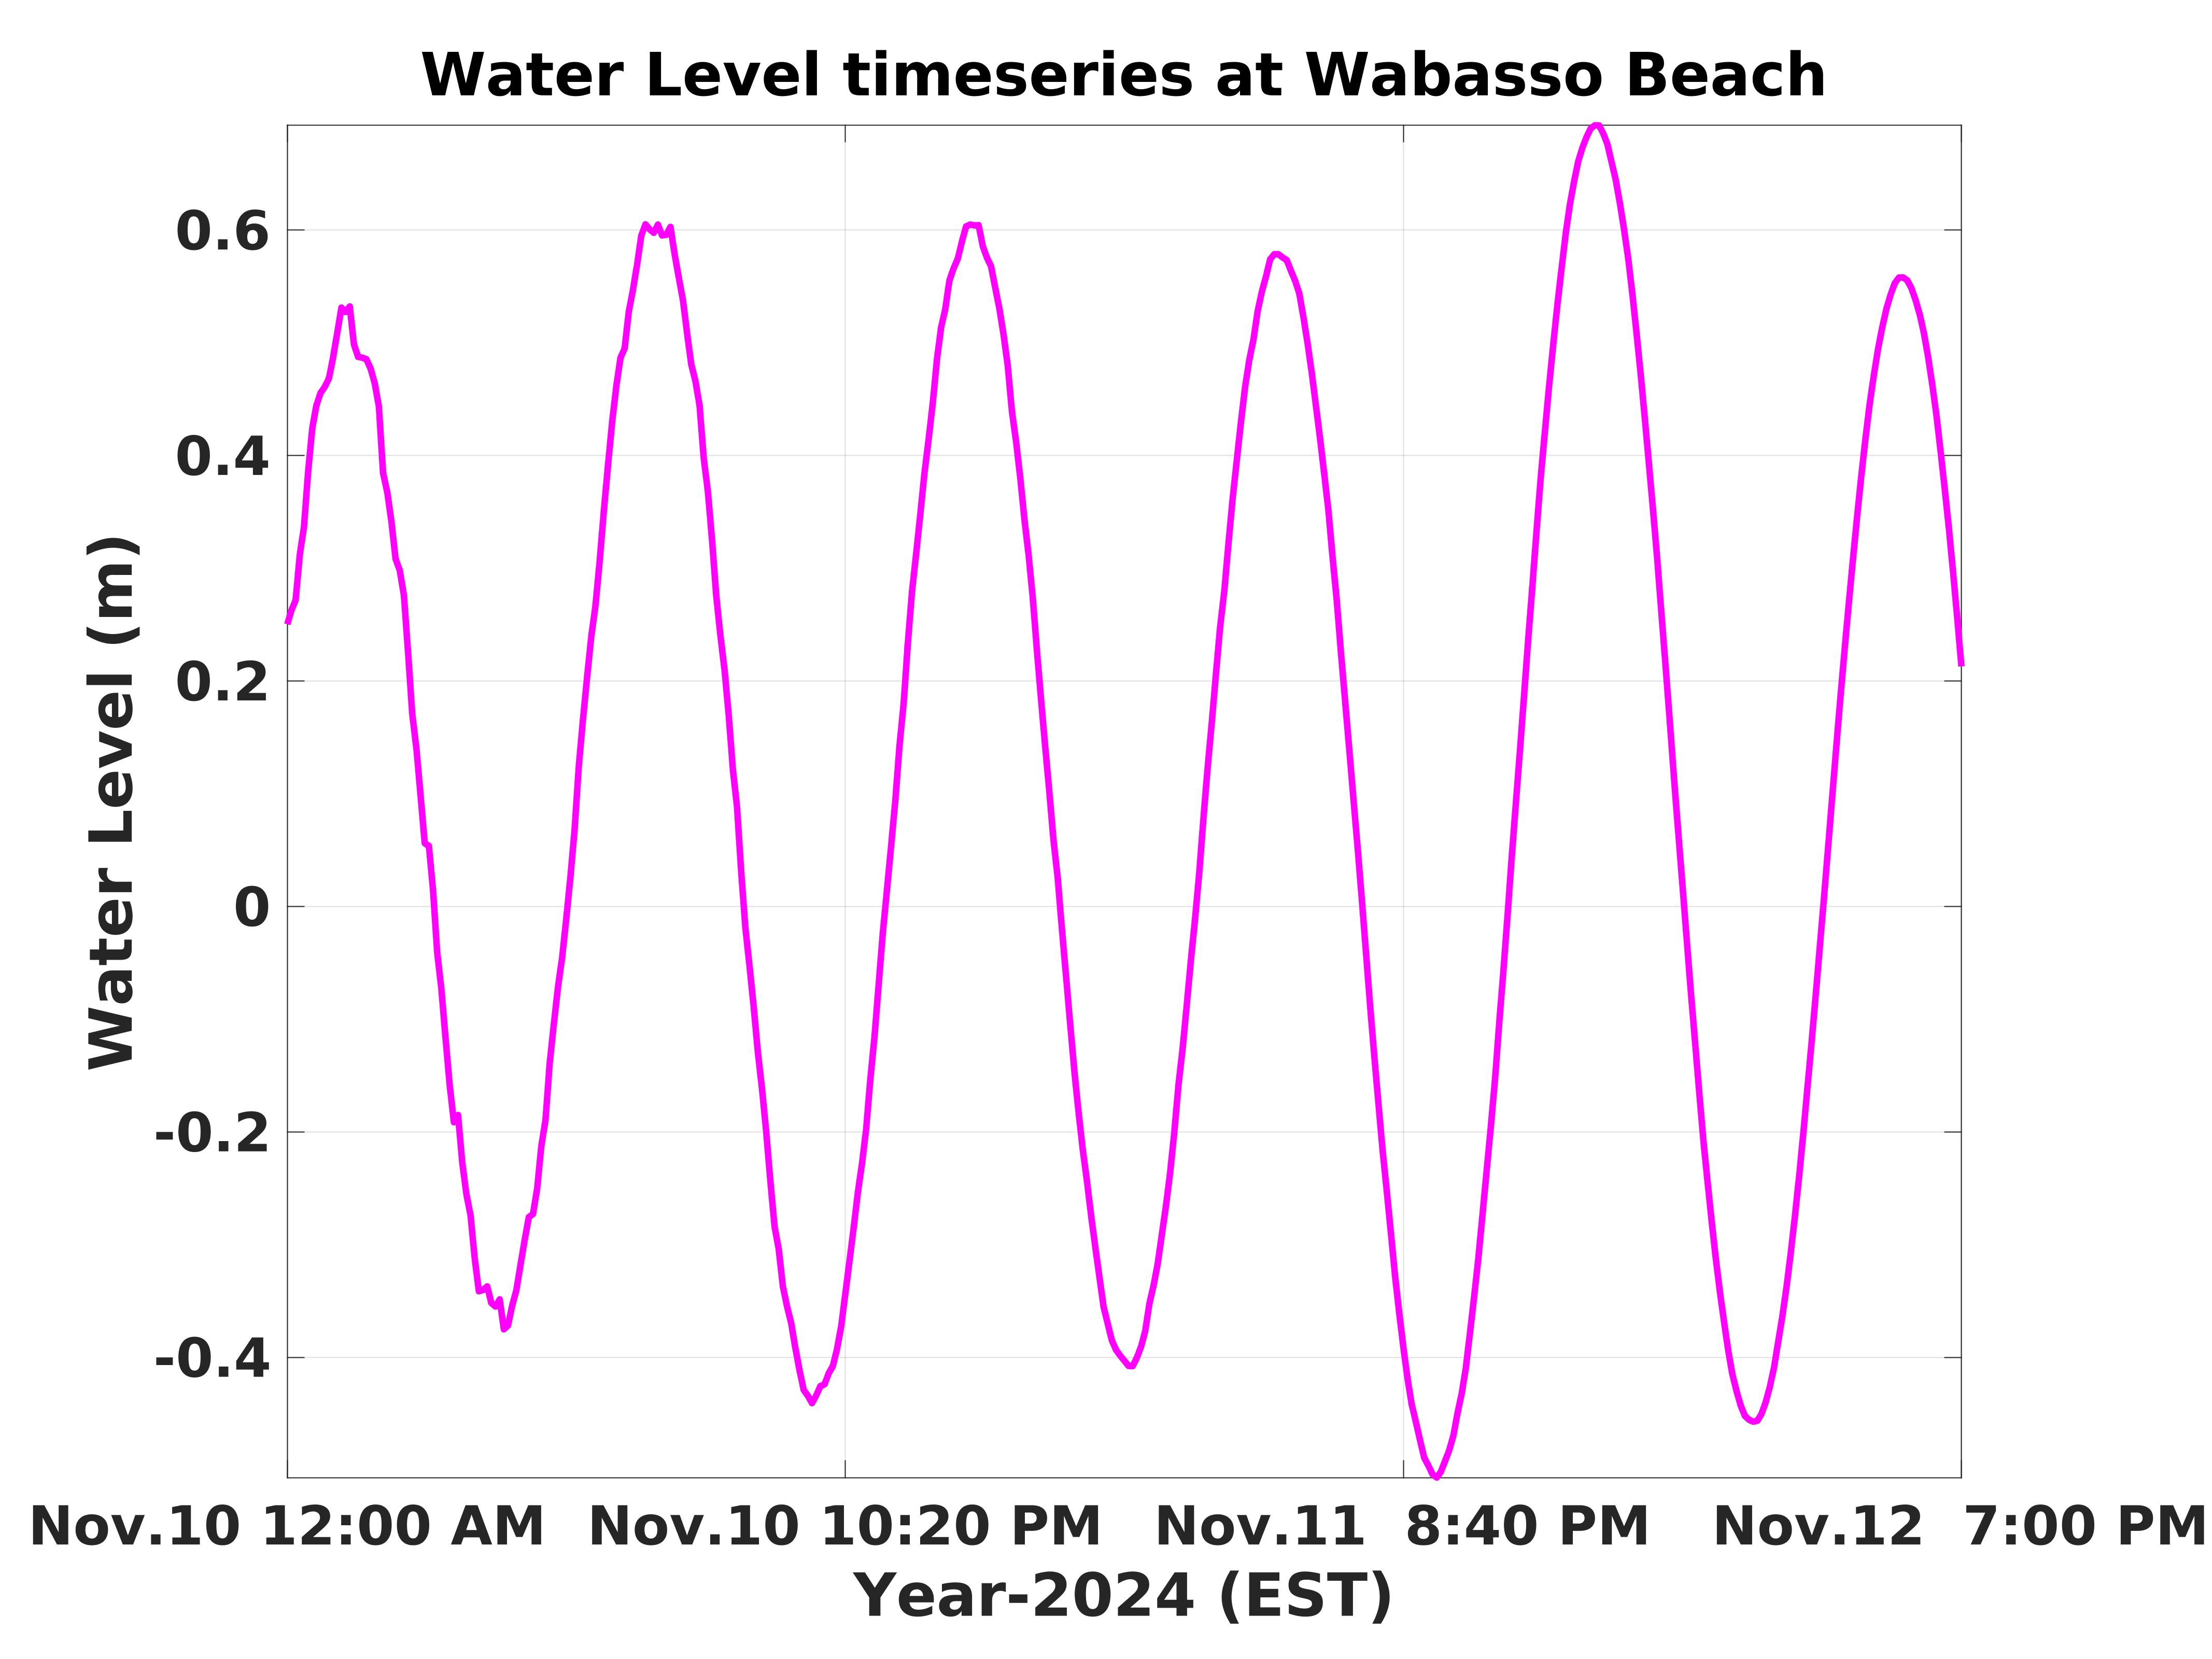 Water Level timeseries at Wabasso Beach
0.6
0.4
0.2
0
-0.2
-0.4
Water Level (m)
Nov.10 12:00 AM Nov.10 10:20 PM Nov.11 8:40 PM Nov.12 7:00 PM
Year-2024 (EST)